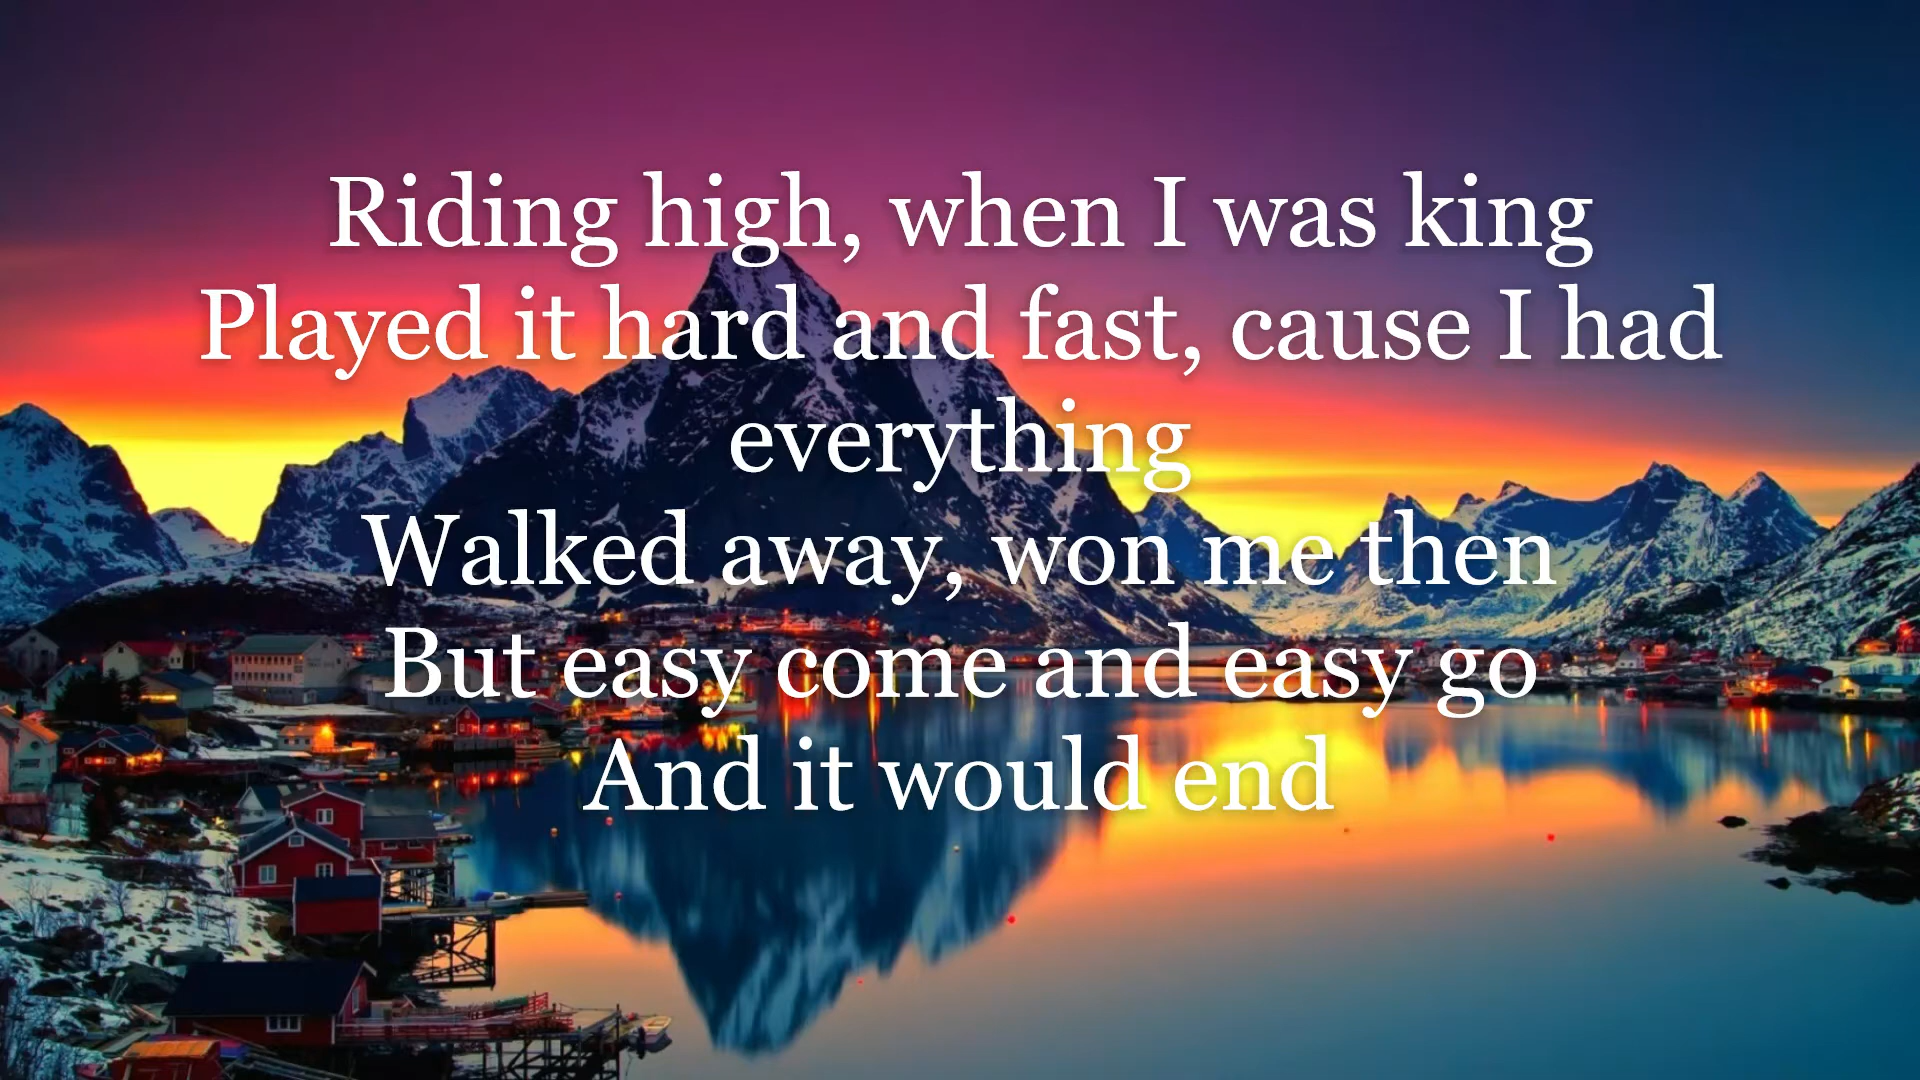 Riding high, when I was king
Played it hard and fast, cause I had
everything
Walked away, won me then
But easy come and easy go
And it would end